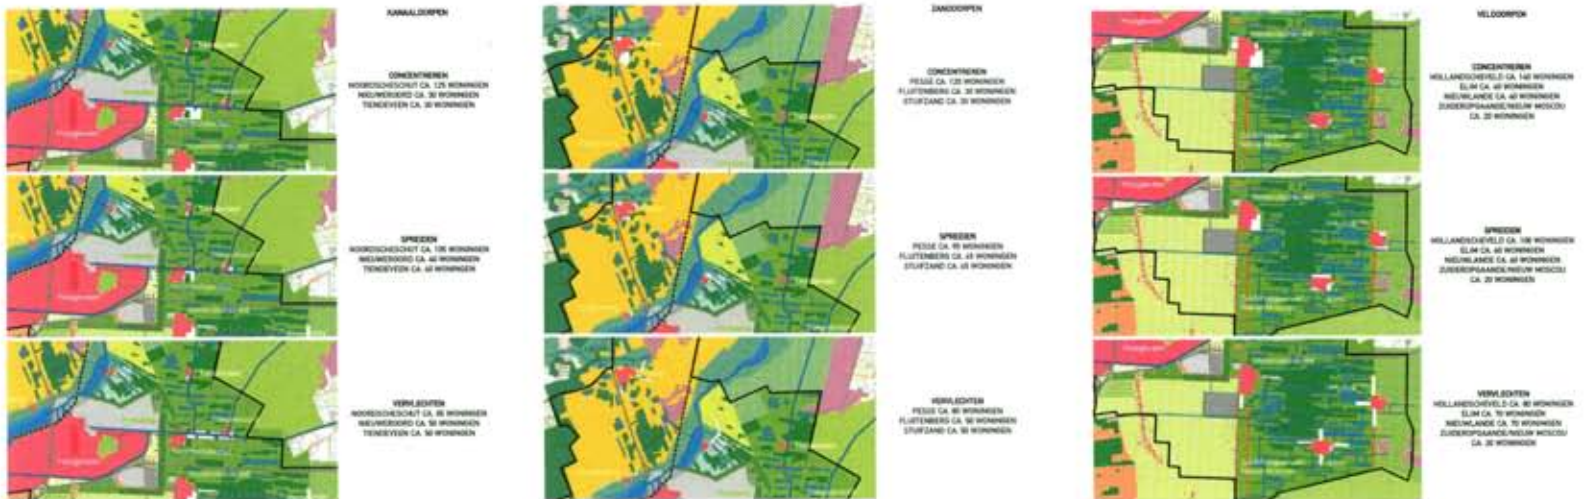 KANAALDORPEN
CONCENTREREN
NOORDSCHESCHUT CA. 125 WONINGEN
NIEUWEROORD CA. 30 WONINGEN
TIENDEVEEN CA. 30 WONINGEN
SPREIDEN
NOORDSCHESCHUT CA. 105 WONINGEN
NIEUWEROORD CA. 40 WONINGEN
TIENDEVEEN CA. 40 WONINGEN
VERVLECHTEN
NOORDSCHESCHUT CA. 85 WONINGEN
NIEUWEROORD CA. 50 WONINGEN
TIENDEVEEN CA. 50 WONINGEN
ZANDDORPEN
CONCENTREREN
PESSE CA. 120 WONINGEN
FLUITENBERG CA. 30 WONINGEN
STUIFZAND CA. 30 WONINGEN
SPREIDEN
PESSE CA. 90 WONINGEN
FLUITENBERG CA. 45 WONINGEN
STUIFZAND CA. 45 WONINGEN
VERVLECHTEN
PESSE CA. 80 WONINGEN
FLUITENBERG CA. 50 WONINGEN
STUIFZAND CA. 50 WONINGEN
VELDDORPEN
CONCENTREREN
HOLLANDSCHEVELD CA. 140 WONINGEN
ELIM CA. 40 WONINGEN
NIEUWLANDE CA. 40 WONINGEN
ZUIDEROPGAANDE/NIEUW MOSCOU
CA. 20 WONINGEN
SPREIDEN
HOLLANDSCHEVELD CA. 100 WONINGEN
ELIM CA. 60 WONINGEN
NIEUWLANDE CA. 60 WONINGEN
ZUIDEROPGAANDE/NIEUW MOSCOU
CA. 20 WONINGEN
VERVLECHTEN
HOLLANDSCHEVELD CA. 80 WONINGEN
ELIM CA. 70 WONINGEN
NIEUWLANDE CA. 70 WONINGEN
ZUIDEROPGAANDE/NIEUW MOSCOU
CA. 20 WONINGEN